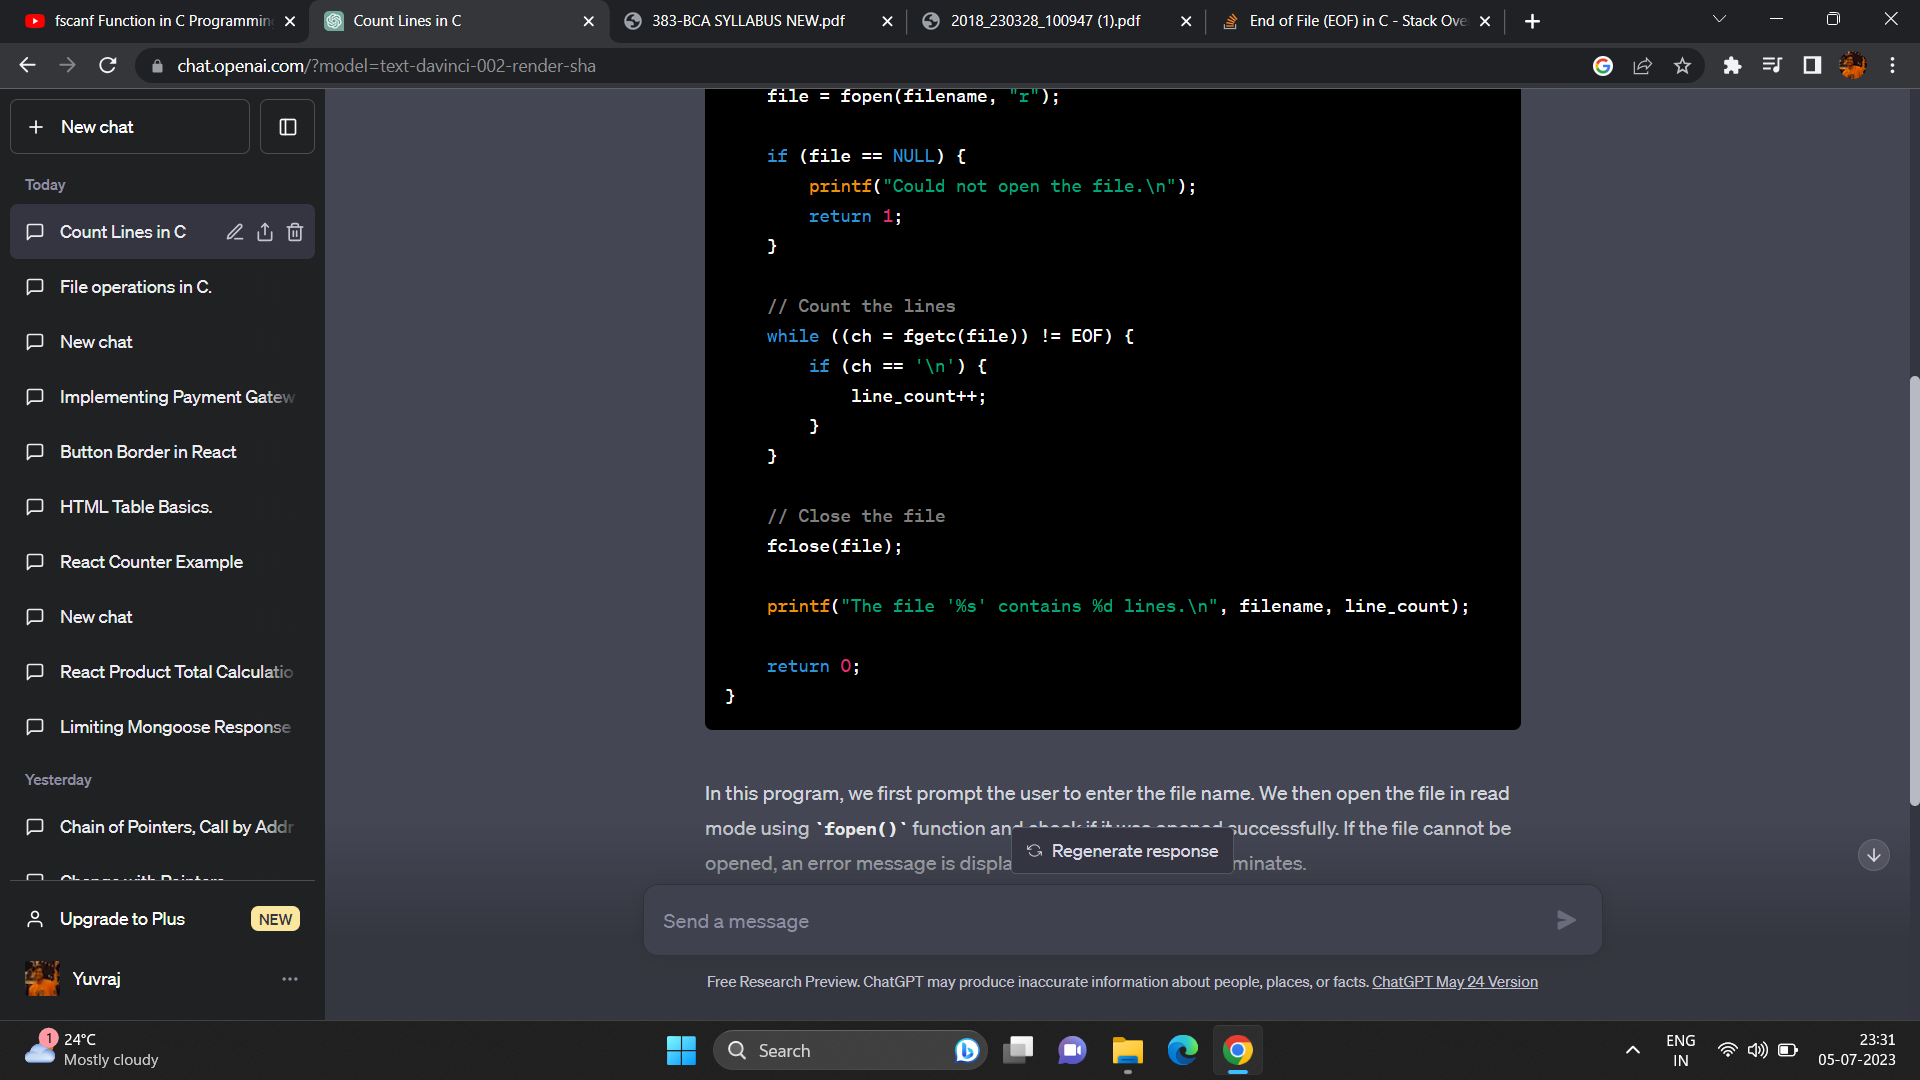 fscanf Function in C Programmin
Count Lines in C
383-BCA SYLLABUS NEW.pdf
2018_230328_100947 (1).pdf
End of File (EOF) in C - Stack Ove
chat.openai.com/?model=text-davinci-002-render-sha
New chat
Today
Count Lines in C
File operations in C.
New chat
Implementing Payment Gatew
Button Border in React
HTML Table Basics.
React Counter Example
New chat
React Product Total Calculatio
Limiting Mongoose Response
Yesterday
Chain of Pointers, Call by Addr
Upgrade to Plus
NEW
Yuvraj
file = fopen(filename, "r");
if (file == NULL) {
printf("Could not open the file.\n");
return 1;
}
// Count the lines
while ((ch = fgetc(file)) != EOF) {
if (ch == '\n') {
line_count++;
}
}
// Close the file
fclose(file);
printf("The file '%s' contains %d lines.\n", filename, line_count);
return 0;
}
In this program, we first prompt the user to enter the file name. We then open the file in read
mode using `fopen()` function and check if it was opened successfully. If the file cannot be
opened, an error message is displa minates.
Regenerate response
Send a message
Free Research Preview. ChatGPT may produce inaccurate information about people, places, or facts. ChatGPT May 24 Version
1
24°C
Mostly cloudy
Search
ENG
IN
23:31
05-07-2023